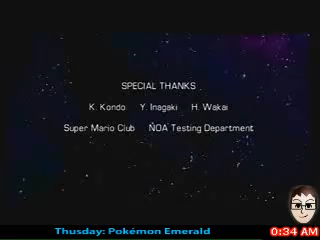 SPECIAL THANKS
K. Kondo Y. Inagaki H. Wakai
Super Mario Club NOA Testing Department
Thusday: Pokémon Emerald
0:34 AM